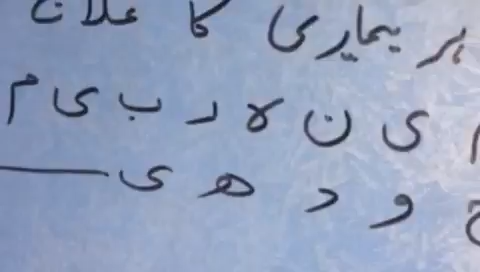 ہر بیماری کا علاج
ی ن ہ ر ب ی م
و د ھ ی